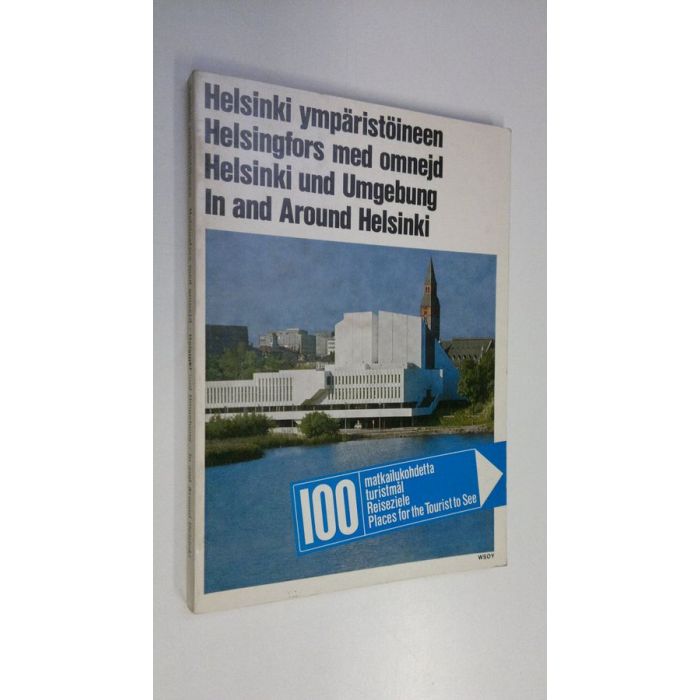 Helsinki ympäristöineen
Helsingfors med omnejd
Helsinki und Umgebung
In and Around Helsinki
100
matkailukohdetta
turistmål
Reiseziele
Places for the Tourist to See
WSOY